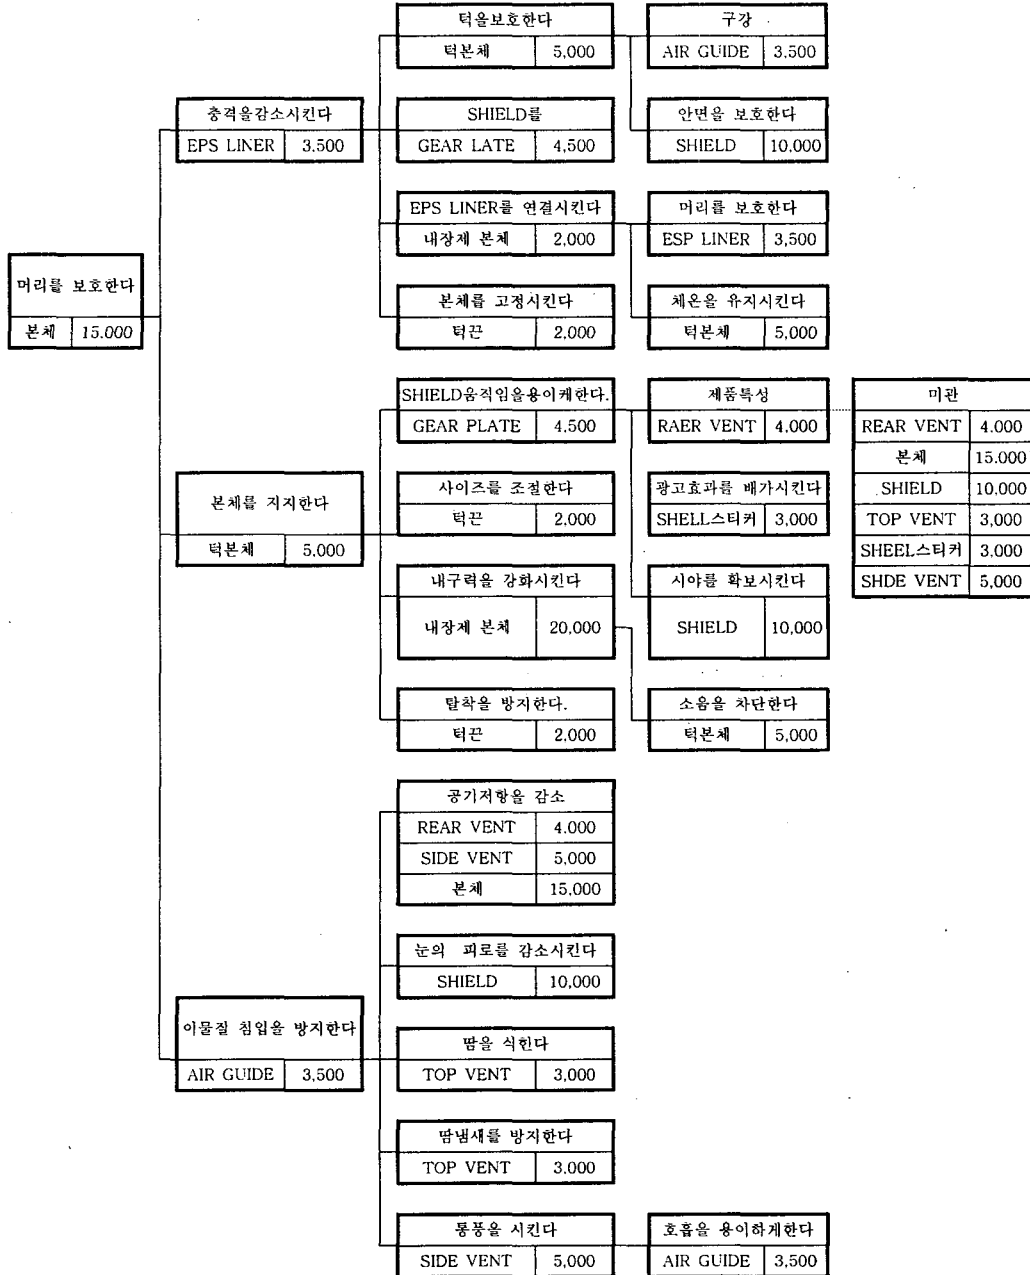 턱을보호한다
턱본체 5,000
구강
AIR GUIDE 3.500
충격을감소시킨다
EPS LINER 3.500
SHIELD를
GEAR LATE 4,500
안면을 보호한다
SHIELD 10.000
EPS LINER를 연결시킨다
내장제 본체 2,000
머리를 보호한다
ESP LINER 3,500
머리를 보호한다
본체 15.000
본체를 고정시킨다
턱끈 2,000
체온을 유지시킨다
턱본체 5,000
SHIELD움직임을용이케한다.
GEAR PLATE 4.500
제품특성
RAER VENT 4.000
미관
REAR VENT 4.000
본체 15.000
SHIELD 10,000
TOP VENT 3,000
SHEEL스티커 3.000
SHDE VENT 5,000
본체를 지지한다
턱본체 5.000
사이즈를 조절한다
턱끈 2,000
광고효과를 배가시킨다
SHELL스티커 3,000
내구력을 강화시킨다
내장제 본체 20,000
시야를 확보시킨다
SHIELD 10,000
탈착을 방지한다.
턱끈 2,000
소음을 차단한다
턱본체 5,000
공기저항을 감소
REAR VENT 4.000
SIDE VENT 5,000
본체 15,000
눈의 피로를 감소시킨다
SHIELD 10,000
이물질 침입을 방지한다
AIR GUIDE 3,500
땀을 식힌다
TOP VENT 3,000
땀냄새를 방지한다
TOP VENT 3.000
통풍을 시킨다
SIDE VENT 5,000
호흡을 용이하게한다
AIR GUIDE 3,500